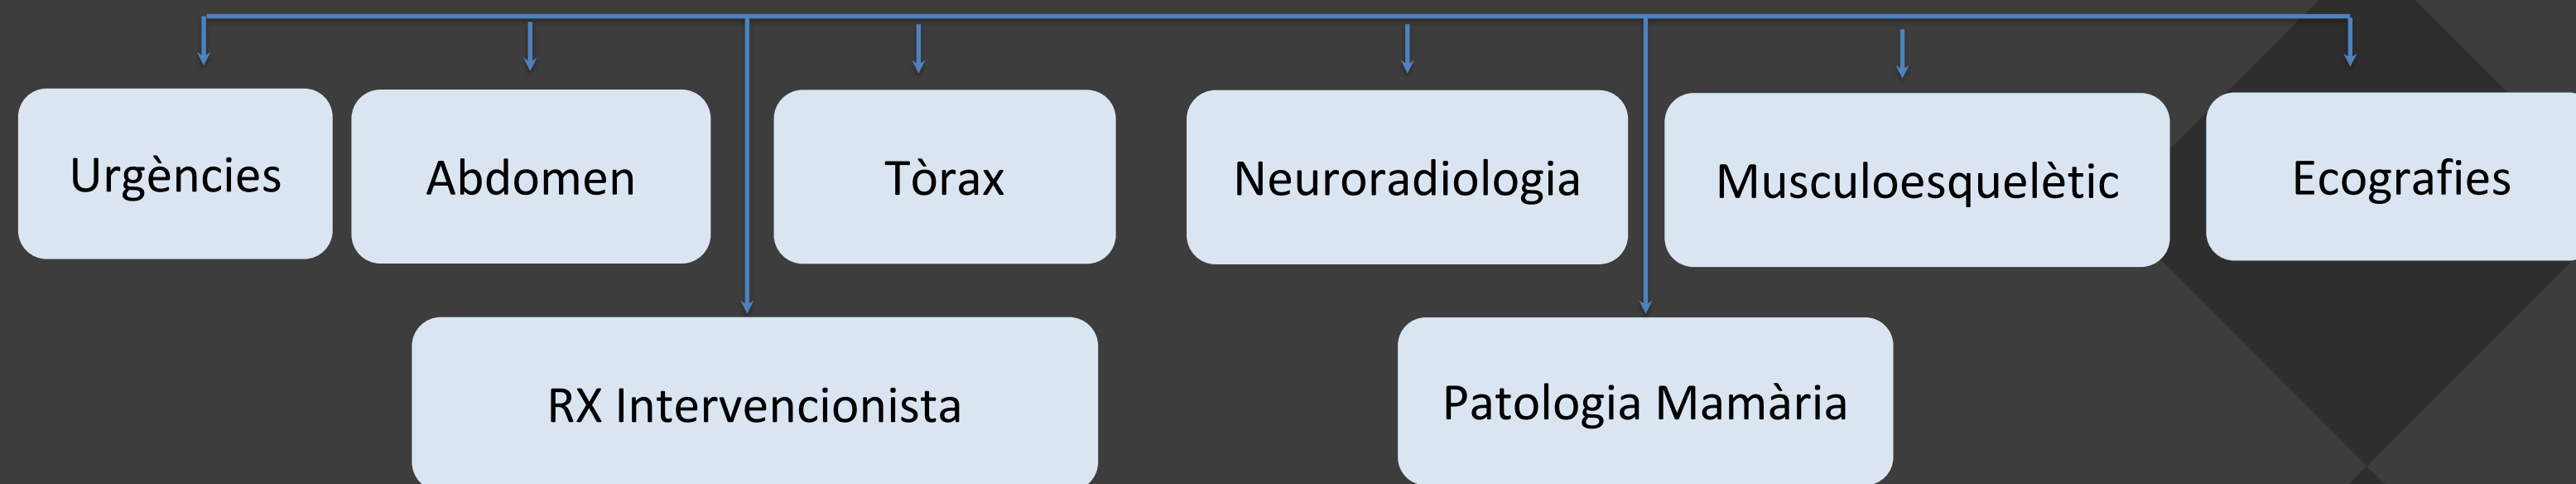 Urgències
Abdomen
Tòrax
Neuroradiologia
Musculoesquelètic
Ecografies
RX Intervencionista
Patologia Mamària